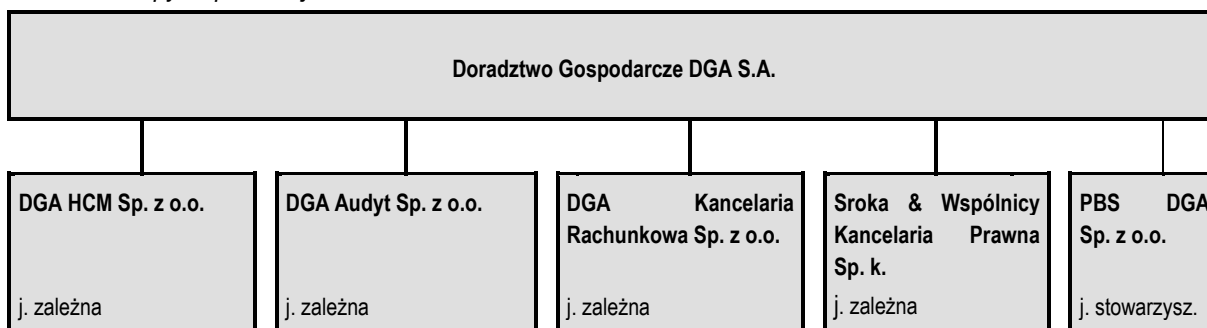 Doradztwo Gospodarcze DGA S.A.
DGA HCM Sp. z o.o.
j. zależna
DGA Audyt Sp. z o.o.
j. zależna
DGA Kancelaria
Rachunkowa Sp. z o.o.
j. zależna
Sroka & Wspólnicy
Kancelaria Prawna
Sp. k.
j. zależna
PBS DGA
Sp. z o.o.
j. stowarzysz.